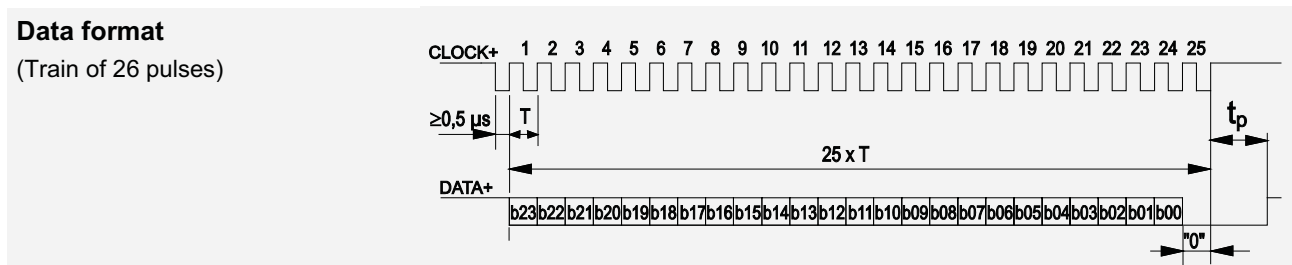 Data format
(Train of 26 pulses)
CLOCK+ 1 2 3 4 5 6 7 8 9 10 11 12 13 14 15 16 17 18 19 20 21 22 23 24 25
≥0,5 µs T tp
25 x T
DATA+
b23 b22 b21 b20 b19 b18 b17 b16 b15 b14 b13 b12 b11 b10 b09 b08 b07 b06 b05 b04 b03 b02 b01 b00
"0"